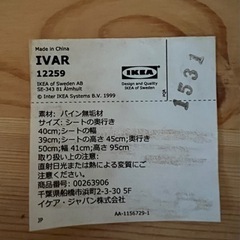 Made in China
IVAR
12259
IKEA of Sweden AB
SE-343 81 Älmhult
© Inter IKEA Systems B.V. 1999
IKEA
Design and Quality
IKEA of Sweden
1531
素材: パイン無垢材
サイズ: シートの奥行き
40cm;シートの幅
39cm;シートの高さ 45cm;奥行き
50cm;幅 41cm;高さ 95cm
取り扱い上の注意:
直射日光または熱による変質にご
注意ください。
商品番号: 00263906
千葉県船橋市浜町2-3-30 5F
イケア・ジャパン株式会社
JP
AA-1156729-1